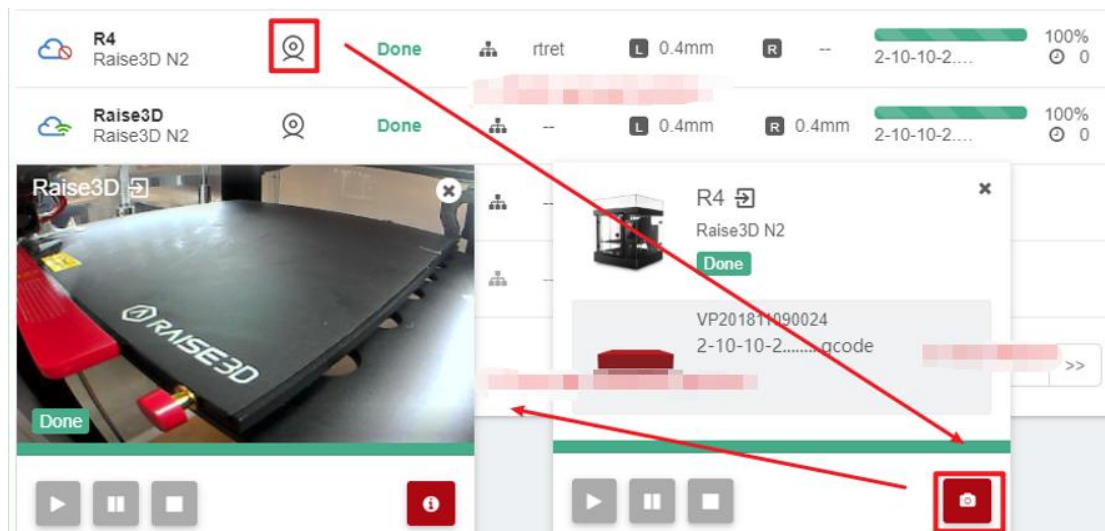 R4
Raise3D N2
Done
rtret
L 0.4mm
R --
2-10-10-2....
100%
0
Raise3D
Raise3D N2
Done
--
L 0.4mm
R 0.4mm
2-10-10-2....
100%
0
Raise3D
RAISE3D
Done
--
--
R4
Raise3D N2
Done
VP201811090024
2-10-10-2........gcode
>>